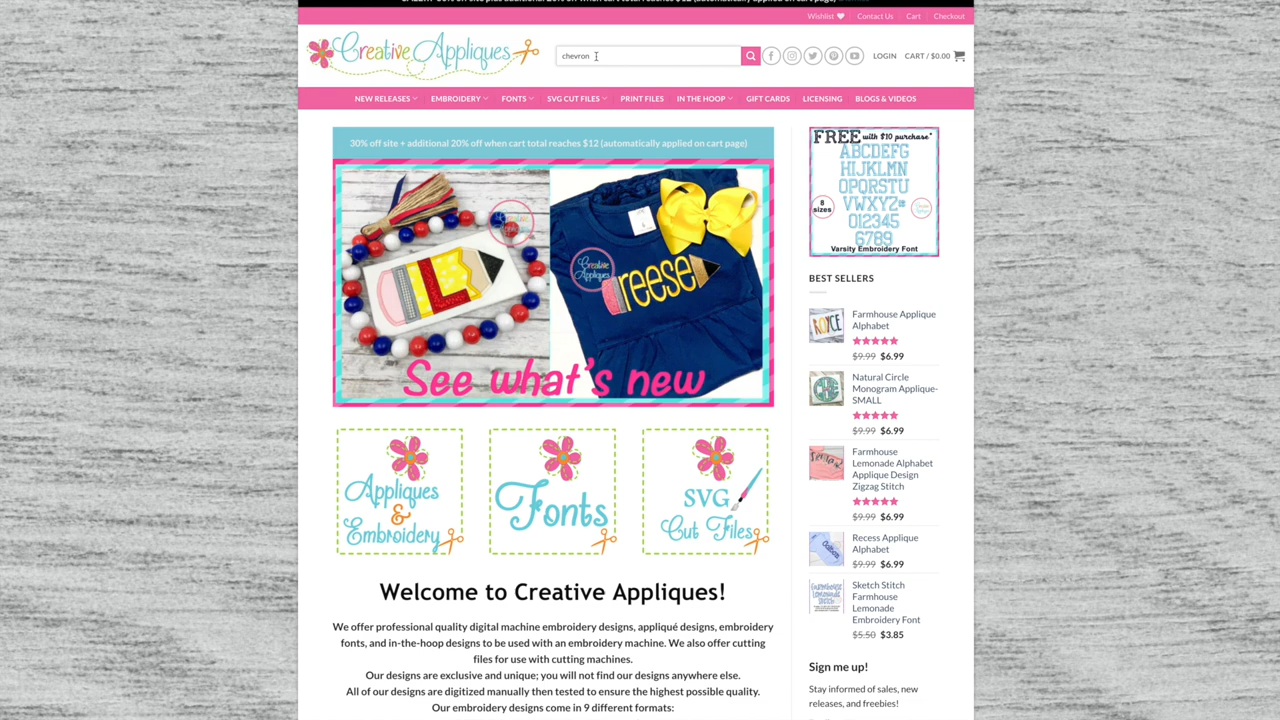 Wishlist
Contact Us
Cart
Checkout
Creative Appliques
chevron
LOGIN
CART / $0.00
NEW RELEASES
EMBROIDERY
FONTS
SVG CUT FILES
PRINT FILES
IN THE HOOP
GIFT CARDS
LICENSING
BLOGS & VIDEOS
30% off site + additional 20% off when cart total reaches $12 (automatically applied on cart page)
L
Creative
Appliques
reese
See what's new
Appliques
&
Embroidery
Fonts
SVG
Cut Files
Welcome to Creative Appliques!
We offer professional quality digital machine embroidery designs, appliqué designs, embroidery
fonts, and in-the-hoop designs to be used with an embroidery machine. We also offer cutting
files for use with cutting machines.
Our designs are exclusive and unique; you will not find our designs anywhere else.
All of our designs are digitized manually then tested to ensure the highest possible quality.
Our embroidery designs come in 9 different formats:
FREE with $10 purchase*
ABCDEFG
HIJKLMN
OPQRSTU
VWXYZ
012345
6789
8
sizes
Varsity Embroidery Font
BEST SELLERS
Farmhouse Applique
Alphabet
$9.99 $6.99
Natural Circle
Monogram Applique-
SMALL
$9.99 $6.99
Farmhouse
Lemonade Alphabet
Applique Design
Zigzag Stitch
$9.99 $6.99
Recess Applique
Alphabet
$9.99 $6.99
Sketch Stitch
Farmhouse
Lemonade
Embroidery Font
$5.50 $3.85
Sign me up!
Stay informed of sales, new
releases, and freebies!